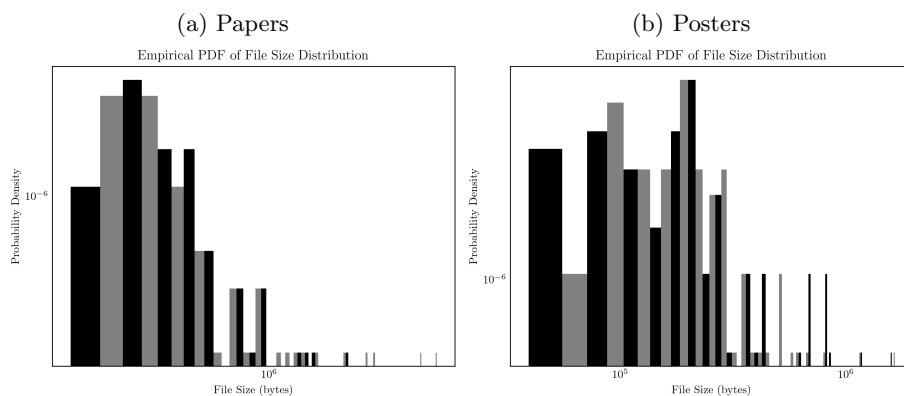 (a) Papers
Empirical PDF of File Size Distribution
Probability Density
10⁻⁶
10⁶
File Size (bytes)
(b) Posters
Empirical PDF of File Size Distribution
Probability Density
10⁻⁶
10⁵
10⁶
File Size (bytes)